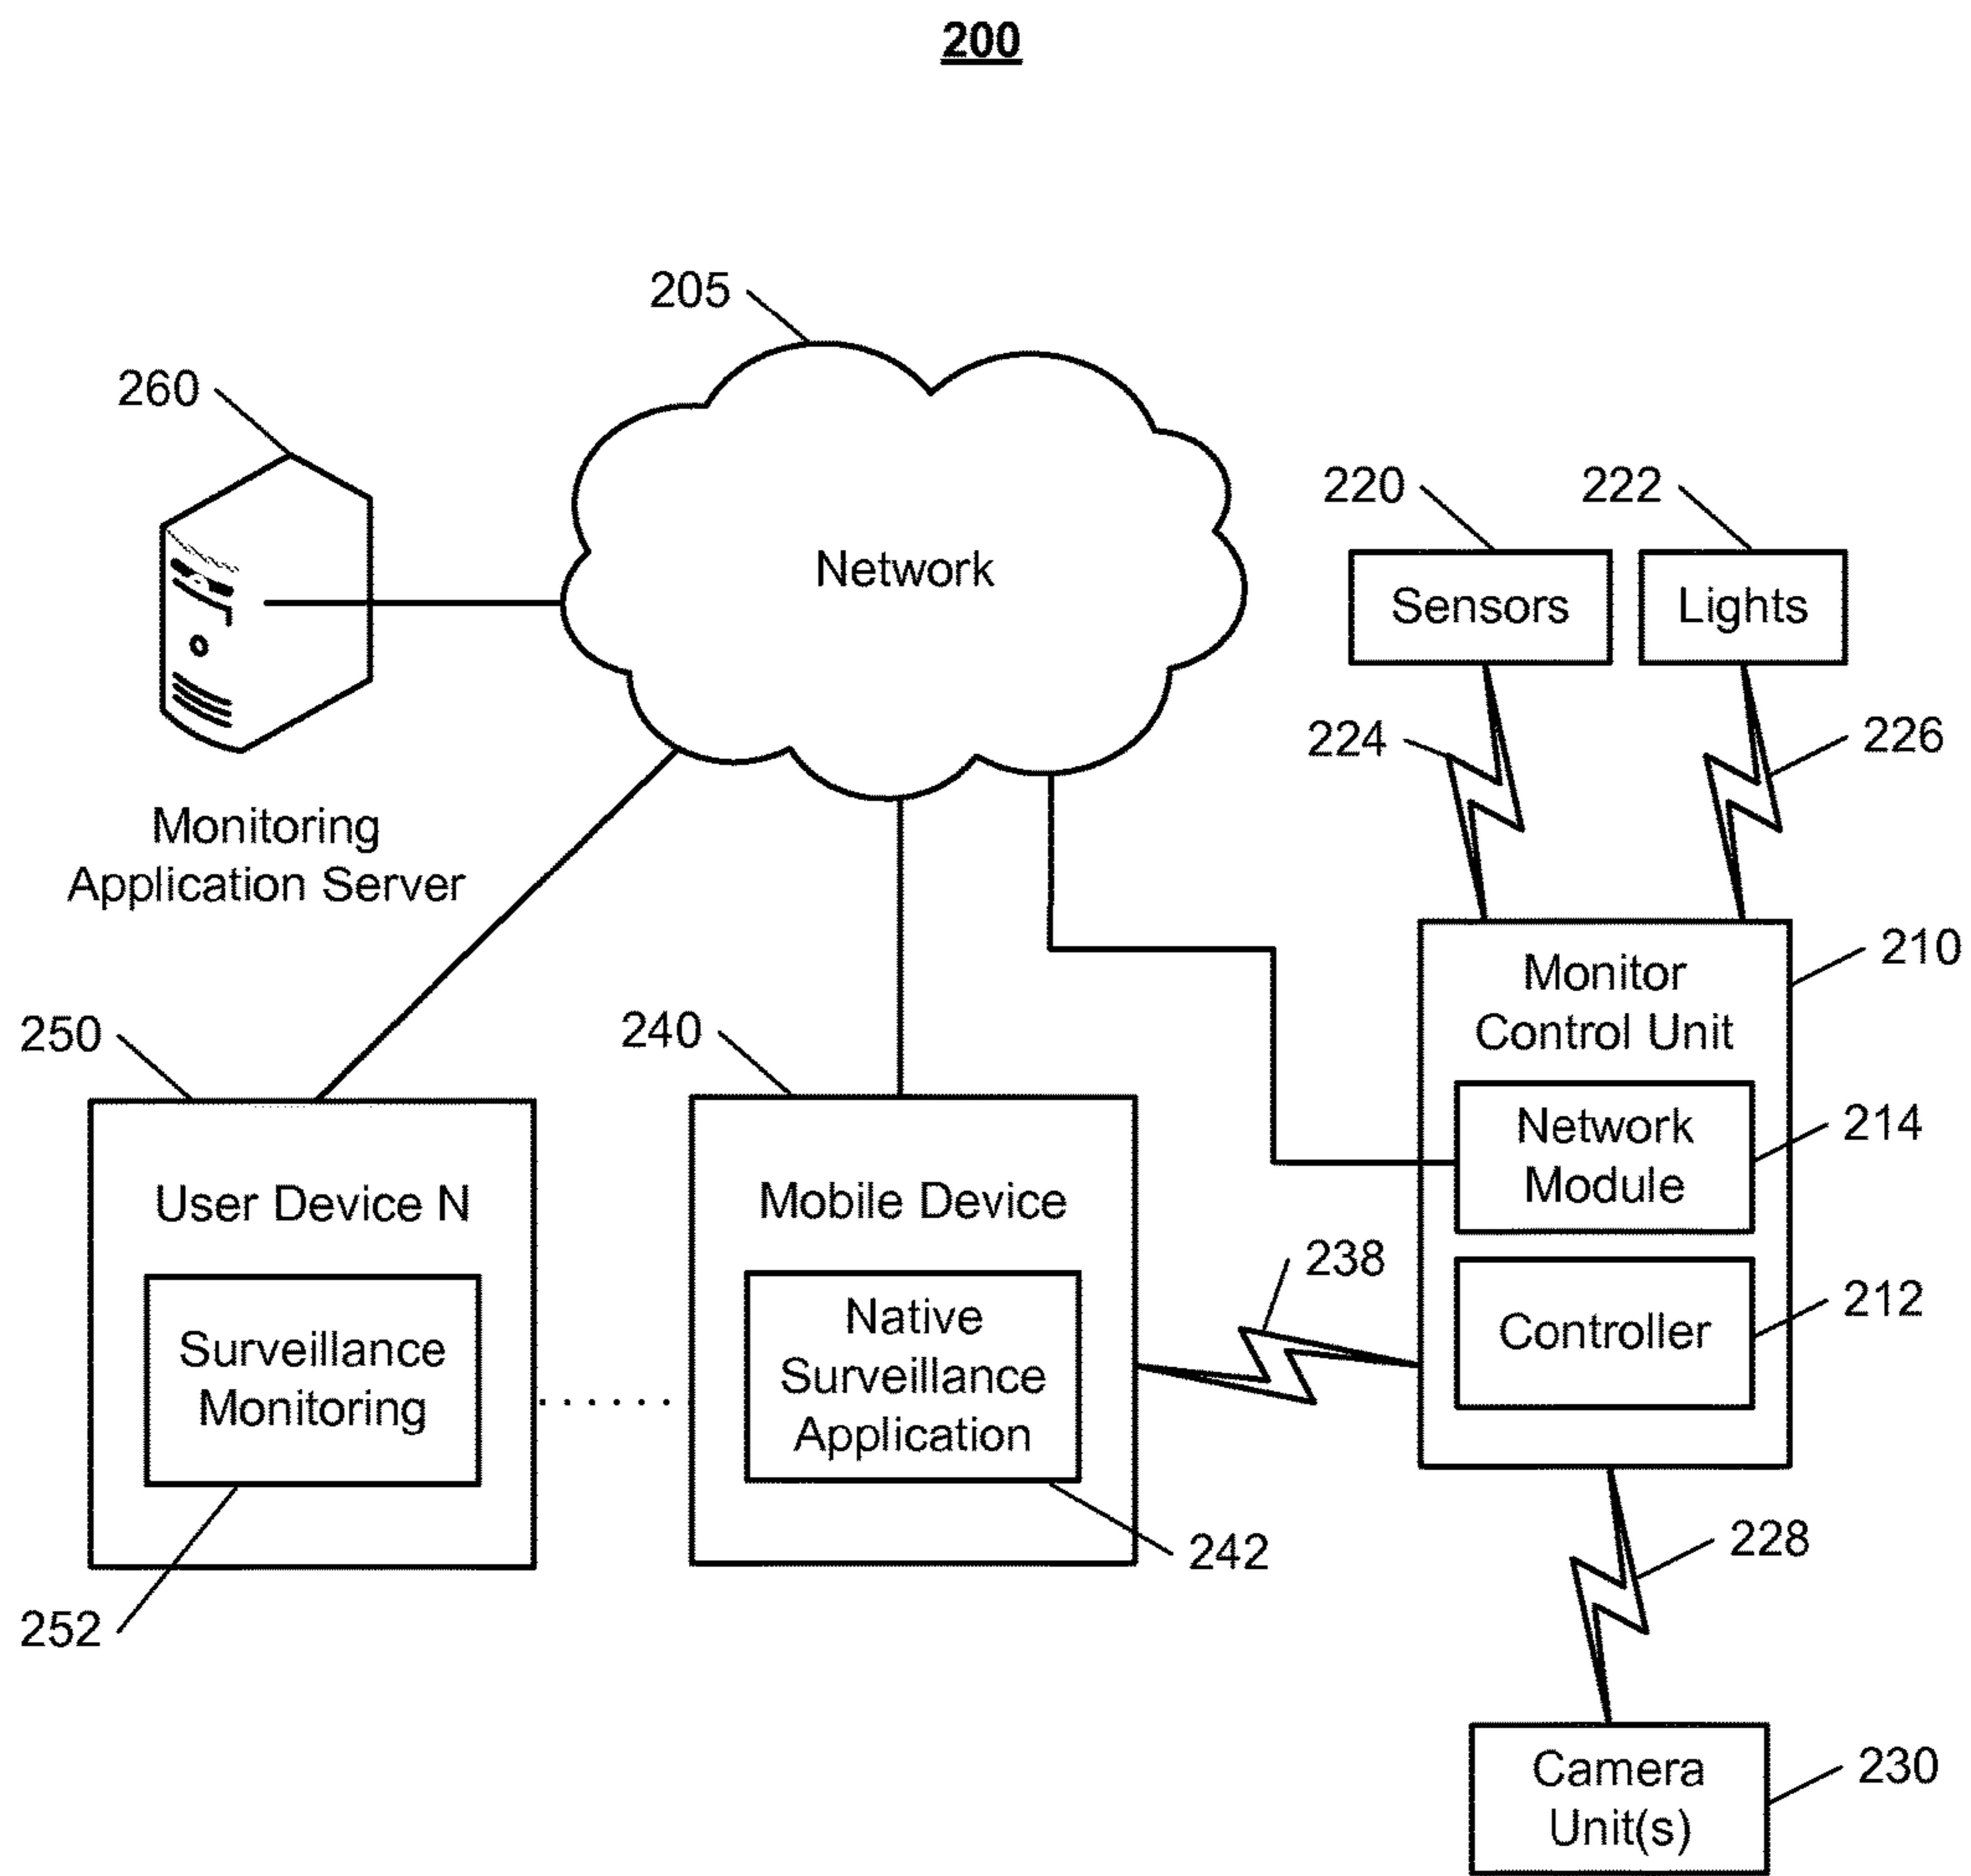 200
205
260
Network
220
222
Sensors
Lights
224
226
Monitoring
Application Server
210
Monitor
Control Unit
250
240
Network
Module
214
User Device N
Mobile Device
238
212
Controller
Surveillance
Monitoring
Native
Surveillance
Application
242
228
252
Camera
Unit(s)
230